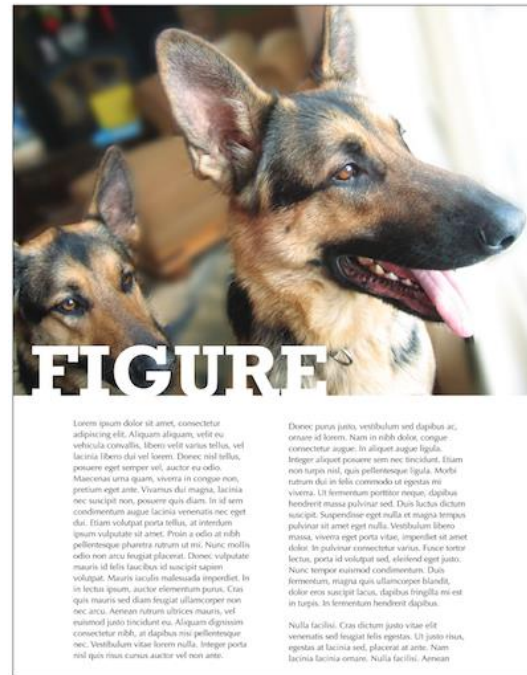 FIGURE
Lorem ipsum dolor sit amet, consectetur
adipiscing elit. Aliquam aliquam, velit eu
vehicula convallis, libero velit varius tellus, vel
lacinia libero dui vel lorem. Donec nisl tellus,
posuere eget semper vel, auctor eu odio.
Maecenas urna quam, viverra in congue non,
pretium eget ante. Vivamus dui magna, lacinia
nec suscipit non, posuere quis diam. In id sem
condimentum augue lacinia venenatis nec eget
dui. Etiam volutpat porta tellus, at interdum
ipsum vulputate sit amet. Proin a odio at nibh
pellentesque pharetra rutrum ut mi. Nunc mollis
odio non arcu feugiat placerat. Donec vulputate
mauris id felis faucibus id suscipit sapien
volutpat. Mauris iaculis malesuada imperdiet. In
in lectus ipsum, auctor elementum purus. Cras
quis mauris sed diam feugiat ullamcorper non
nec arcu. Aenean rutrum ultrices mauris, vel
euismod justo tincidunt eu. Aliquam dignissim
consectetur nibh, at dapibus nisi pellentesque
nec. Vestibulum vitae lorem nulla. Integer porta
nisl quis risus cursus auctor vel non ante.
Donec purus justo, vestibulum sed dapibus ac,
ornare id lorem. Nam in nibh dolor, congue
consectetur augue. In aliquet augue ligula.
Integer aliquet posuere sem nec tincidunt. Etiam
non turpis nisl, quis pellentesque ligula. Morbi
rutrum dui in felis commodo ut egestas mi
viverra. Ut fermentum porttitor neque, dapibus
hendrerit massa pulvinar sed. Duis luctus dictum
suscipit. Suspendisse eget nulla et magna tempus
pulvinar sit amet eget nulla. Vestibulum libero
massa, viverra eget porta vitae, imperdiet sit amet
dolor. In pulvinar consectetur varius. Fusce tortor
lectus, porta id volutpat sed, eleifend eget justo.
Nunc tempor euismod condimentum. Duis
fermentum, magna quis ullamcorper blandit,
dolor eros suscipit lacus, dapibus fringilla mi est
in turpis. In fermentum hendrerit dapibus.
Nulla facilisi. Cras dictum justo vitae elit
venenatis sed feugiat felis egestas. Ut justo risus,
egestas at lacinia sed, placerat at ante. Nam
lacinia lacinia ornare. Nulla facilisi. Aenean